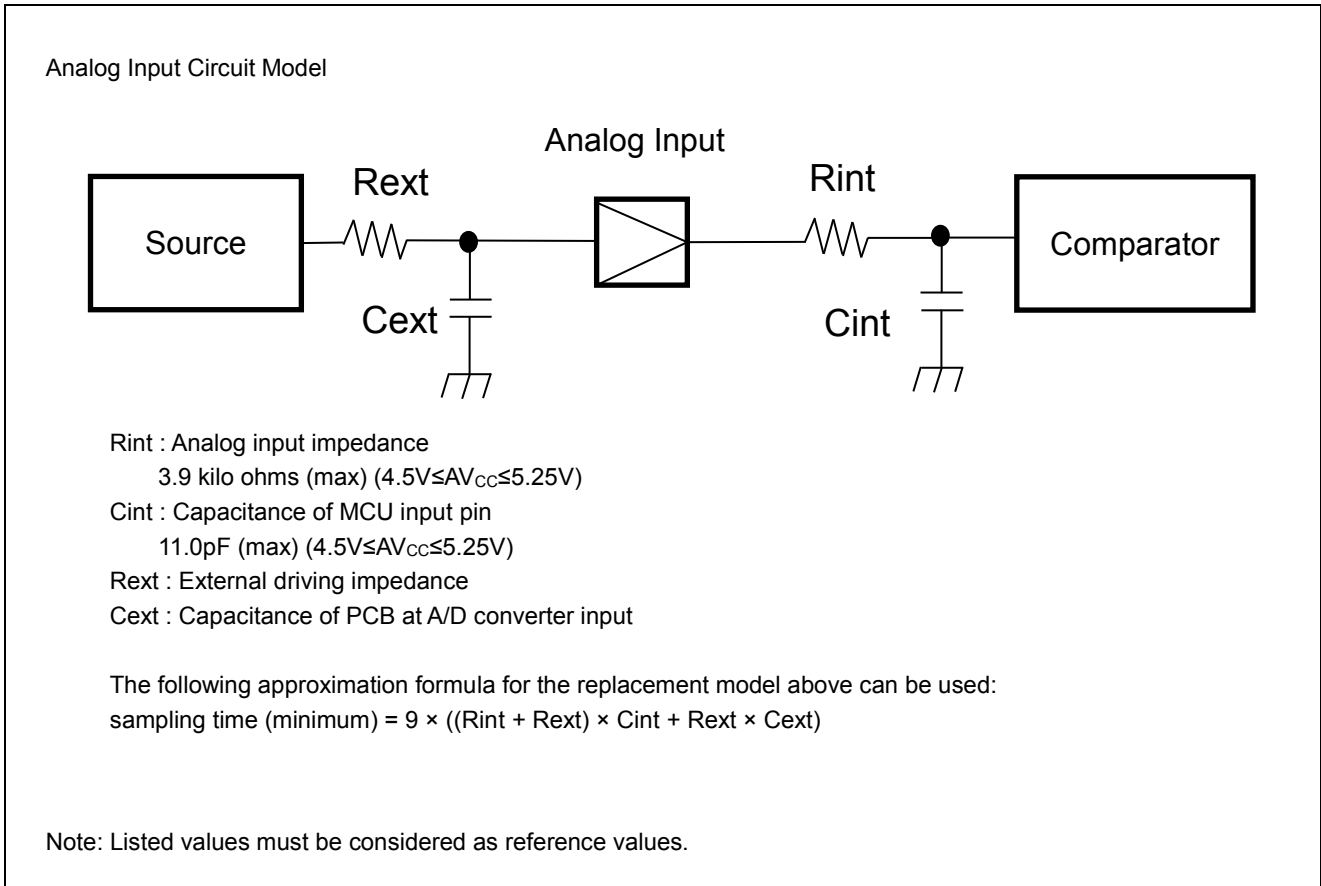 Analog Input Circuit Model
Analog Input
Rext
Rint
Source
Comparator
Cext
Cint
Rint : Analog input impedance
3.9 kilo ohms (max) (4.5V≤AVCC≤5.25V)
Cint : Capacitance of MCU input pin
11.0pF (max) (4.5V≤AVCC≤5.25V)
Rext : External driving impedance
Cext : Capacitance of PCB at A/D converter input
The following approximation formula for the replacement model above can be used:
sampling time (minimum) = 9 × ((Rint + Rext) × Cint + Rext × Cext)
Note: Listed values must be considered as reference values.